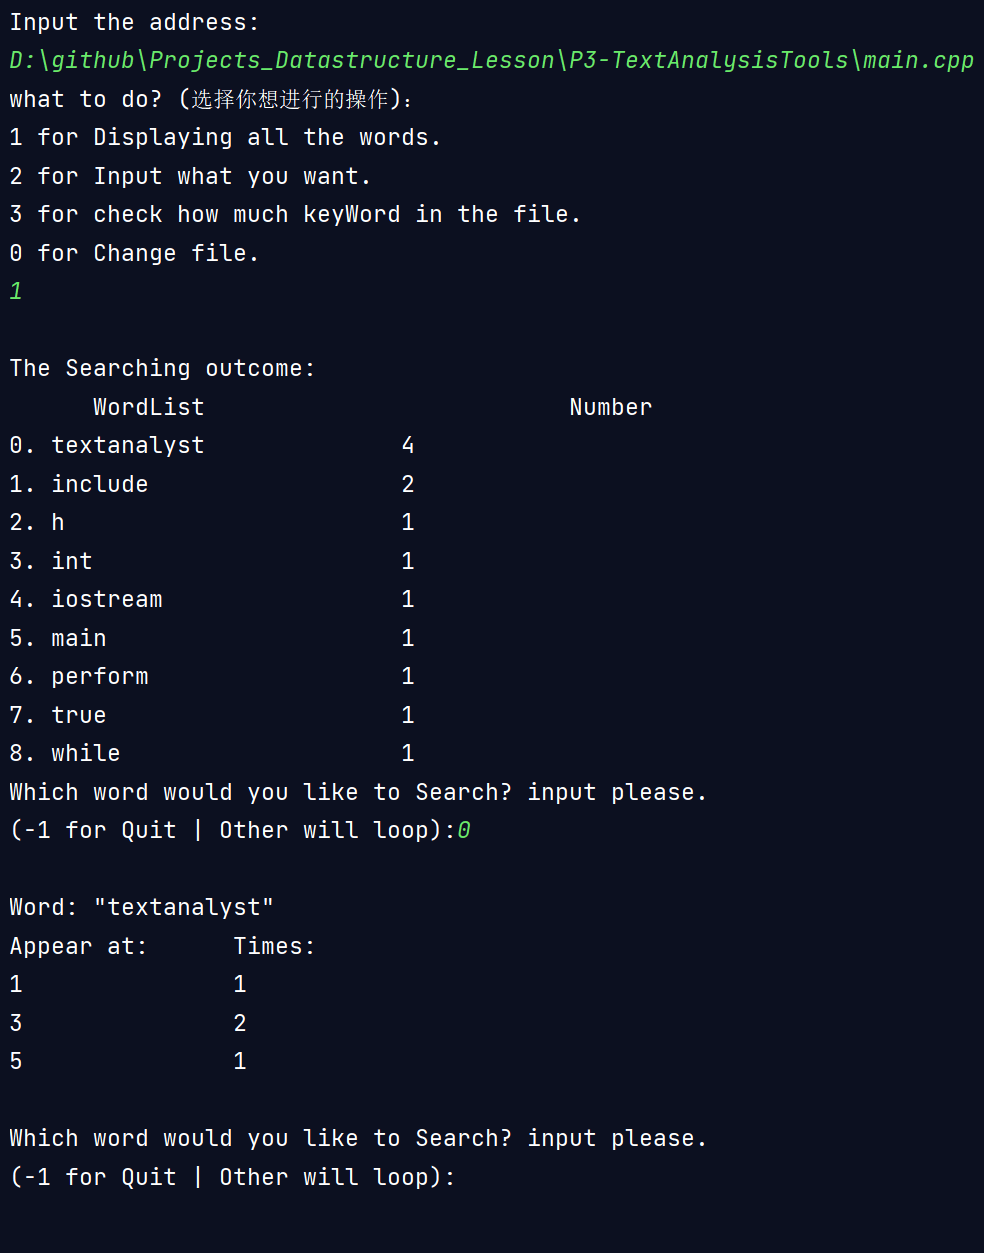 Input the address:
D:\github\Projects_Datastructure_Lesson\P3-TextAnalysisTools\main.cpp
what to do? (选择你想进行的操作):
1 for Displaying all the words.
2 for Input what you want.
3 for check how much keyWord in the file.
0 for Change file.
1
The Searching outcome:
WordList Number
0. textanalyst 4
1. include 2
2. h 1
3. int 1
4. iostream 1
5. main 1
6. perform 1
7. true 1
8. while 1
Which word would you like to Search? input please.
(-1 for Quit | Other will loop):0
Word: "textanalyst"
Appear at: Times:
1 1
3 2
5 1
Which word would you like to Search? input please.
(-1 for Quit | Other will loop):